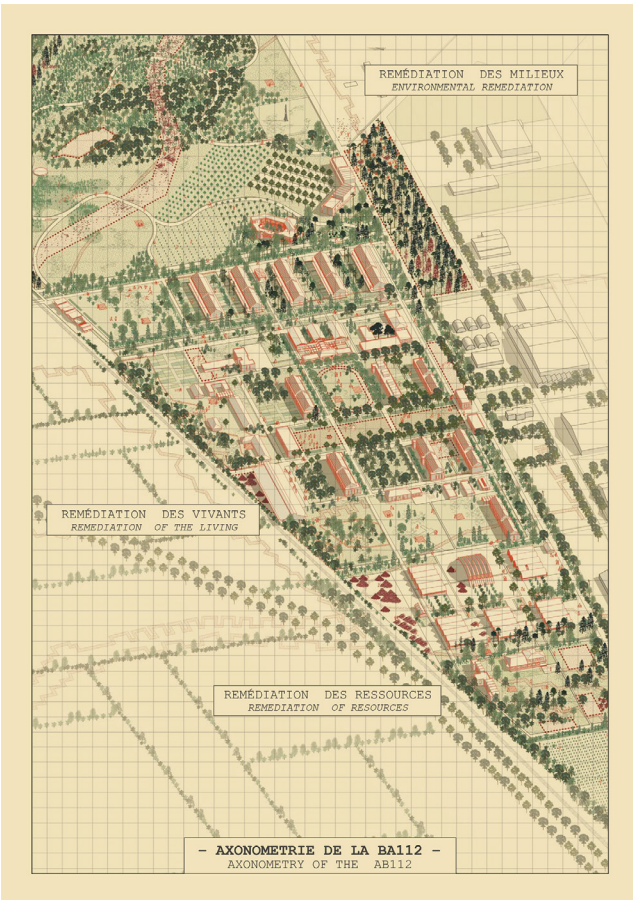 REMÉDIATION DES MILIEUX
ENVIRONMENTAL REMEDIATION
REMÉDIATION DES VIVANTS
REMEDIATION OF THE LIVING
REMÉDIATION DES RESSOURCES
REMEDIATION OF RESOURCES
– AXONOMETRIE DE LA BA112 –
AXONOMETRY OF THE AB112